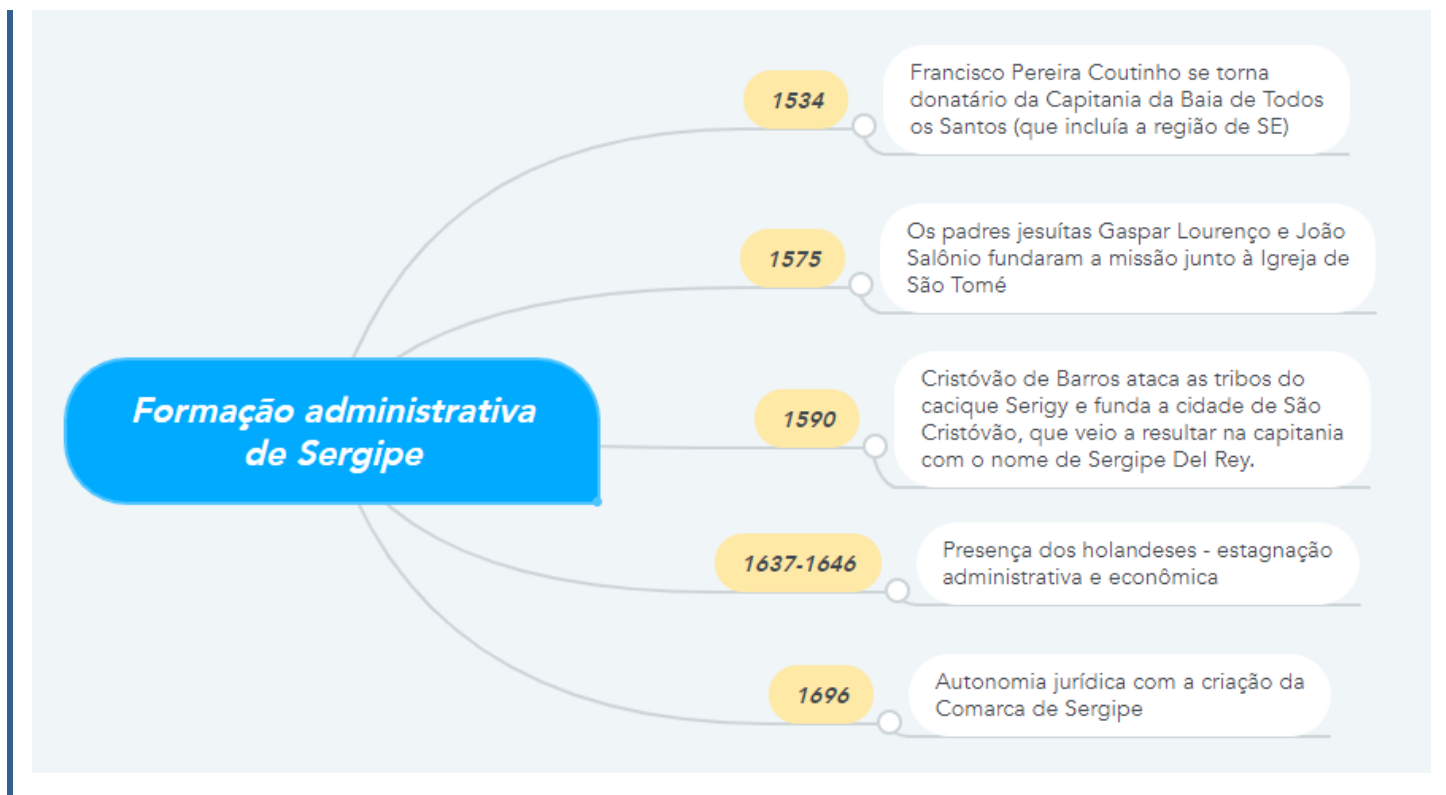 1534
Francisco Pereira Coutinho se torna
donatário da Capitania da Baia de Todos
os Santos (que incluía a região de SE)
1575
Os padres jesuítas Gaspar Lourenço e João
Salônio fundaram a missão junto à Igreja de
São Tomé
Formação administrativa
de Sergipe
1590
Cristóvão de Barros ataca as tribos do
cacique Serigy e funda a cidade de São
Cristóvão, que veio a resultar na capitania
com o nome de Sergipe Del Rey.
1637-1646
Presença dos holandeses - estagnação
administrativa e econômica
1696
Autonomia jurídica com a criação da
Comarca de Sergipe